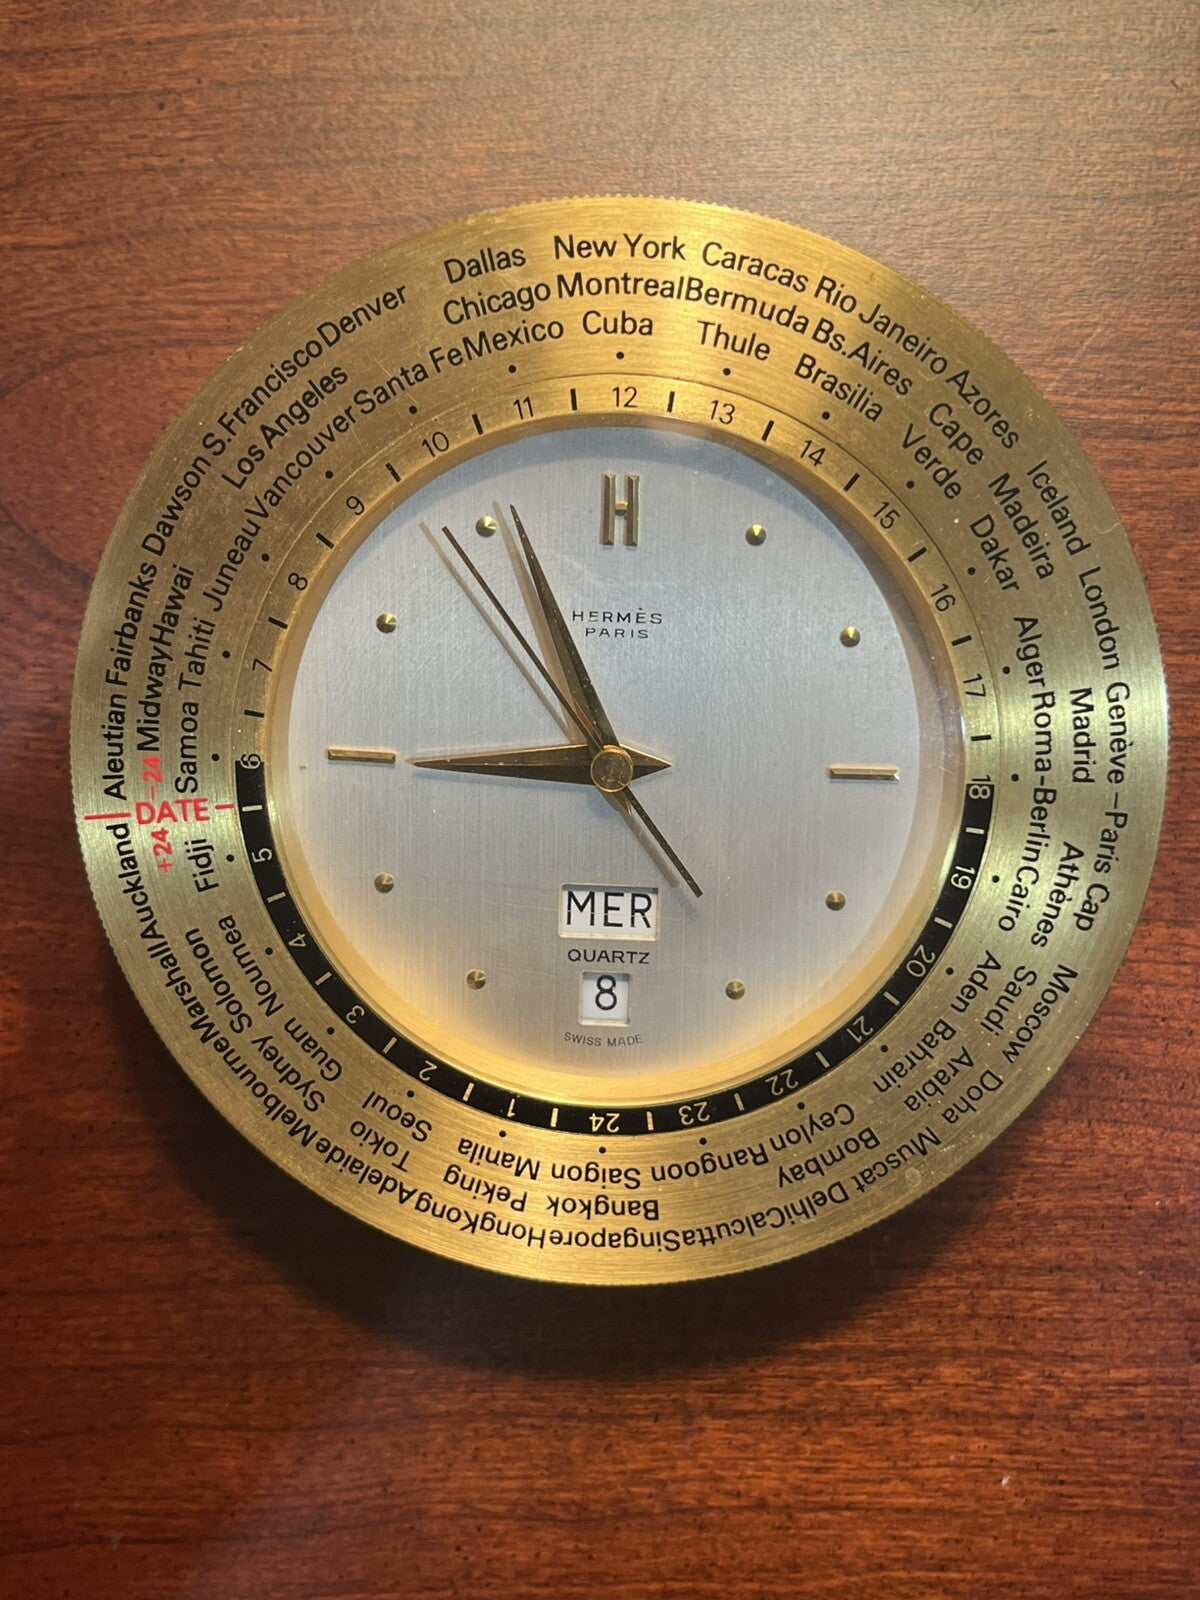 New York
Montreal
Cuba
Caracas
Bermuda
Thule
Rio Janeiro
Bs.Aires
Brasilia
Azores
Cape
Verde
Iceland
Madeira
Dakar
London
Madrid
Alger
Genève-Paris
Roma-Berlin
Cap
Athènes
Cairo
Moscow
Saudi
Arabia
Aden
Doha
Bahrain
Muscat
Delhi
Bombay
Ceylon
Calcutta
Rangoon
Singapore
Bangkok
Saigon
HongKong
Peking
Manila
Adelaide
Tokio
Seoul
Melbourne
Sydney
Guam
Marshall
Solomon
Noumea
Auckland
Fidji
+24
DATE
-24
Aleutian
Midway
Samoa
Fairbanks
Hawai
Tahiti
Dawson
Juneau
S.Francisco
Los Angeles
Vancouver
Denver
Santa Fe
Dallas
Chicago
Mexico
12
13
14
15
16
17
18
19
20
21
22
23
24
1
2
3
4
5
6
7
8
9
10
11
H
HERMÈS
PARIS
MER
QUARTZ
8
SWISS MADE